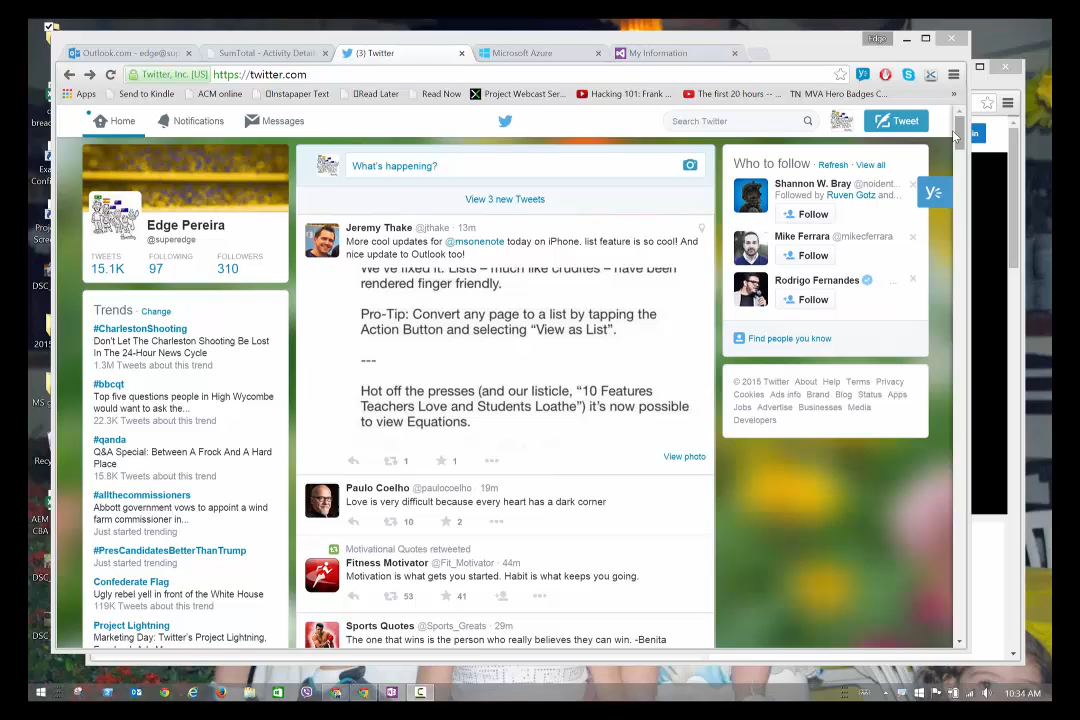 Edge
Outlook.com - edge@su
SumTotal - Activity Detail
(3) Twitter
Microsoft Azure
My Information
Twitter, Inc. [US]
https://twitter.com
Apps
Send to Kindle
ACM online
Instapaper Text
Read Later
Read Now
Project Webcast Ser...
Hacking 101: Frank ...
The first 20 hours -- ...
TN MVA Hero Badges C...
Home
Notifications
Messages
Search Twitter
Tweet
Edge Pereira
@superedge
TWEETS
FOLLOWING
FOLLOWERS
15.1K
97
310
Trends · Change
#CharlestonShooting
Don't Let The Charleston Shooting Be Lost
In The 24-Hour News Cycle
1.3M Tweets about this trend
#bbcqt
Top five questions people in High Wycombe
would want to ask the...
22.3K Tweets about this trend
#qanda
Q&A Special: Between A Frock And A Hard
Place
15.8K Tweets about this trend
#allthecommissioners
Abbott government vows to appoint a wind
farm commissioner in...
Just started trending
#PresCandidatesBetterThanTrump
Just started trending
Confederate Flag
Ugly rebel yell in front of the White House
119K Tweets about this trend
Project Lightning
Marketing Day: Twitter's Project Lightning,
What's happening?
View 3 new Tweets
Jeremy Thake @jthake · 13m
More cool updates for @msonenote today on iPhone. list feature is so cool! And
nice update to Outlook too!
We've fixed it. Lists – much like crudités – have been
rendered finger friendly.
Pro-Tip: Convert any page to a list by tapping the
Action Button and selecting “View as List”.
---
Hot off the presses (and our listicle, “10 Features
Teachers Love and Students Loathe”) it's now possible
to view Equations.
1
1
View photo
Paulo Coelho @paulocoelho · 19m
Love is very difficult because every heart has a dark corner
10
2
Motivational Quotes retweeted
Fitness Motivator @Fit_Motivator · 44m
Motivation is what gets you started. Habit is what keeps you going.
53
41
Sports Quotes @Sports_Greats · 29m
The one that wins is the person who really believes they can win. -Benita
Who to follow · Refresh · View all
Shannon W. Bray @noident...
Followed by Ruven Gotz and...
Follow
Mike Ferrara @mikecferrara
Follow
Rodrigo Fernandes ...
Follow
Find people you know
© 2015 Twitter About Help Terms Privacy
Cookies Ads info Brand Blog Status Apps
Jobs Advertise Businesses Media
Developers
10:34 AM